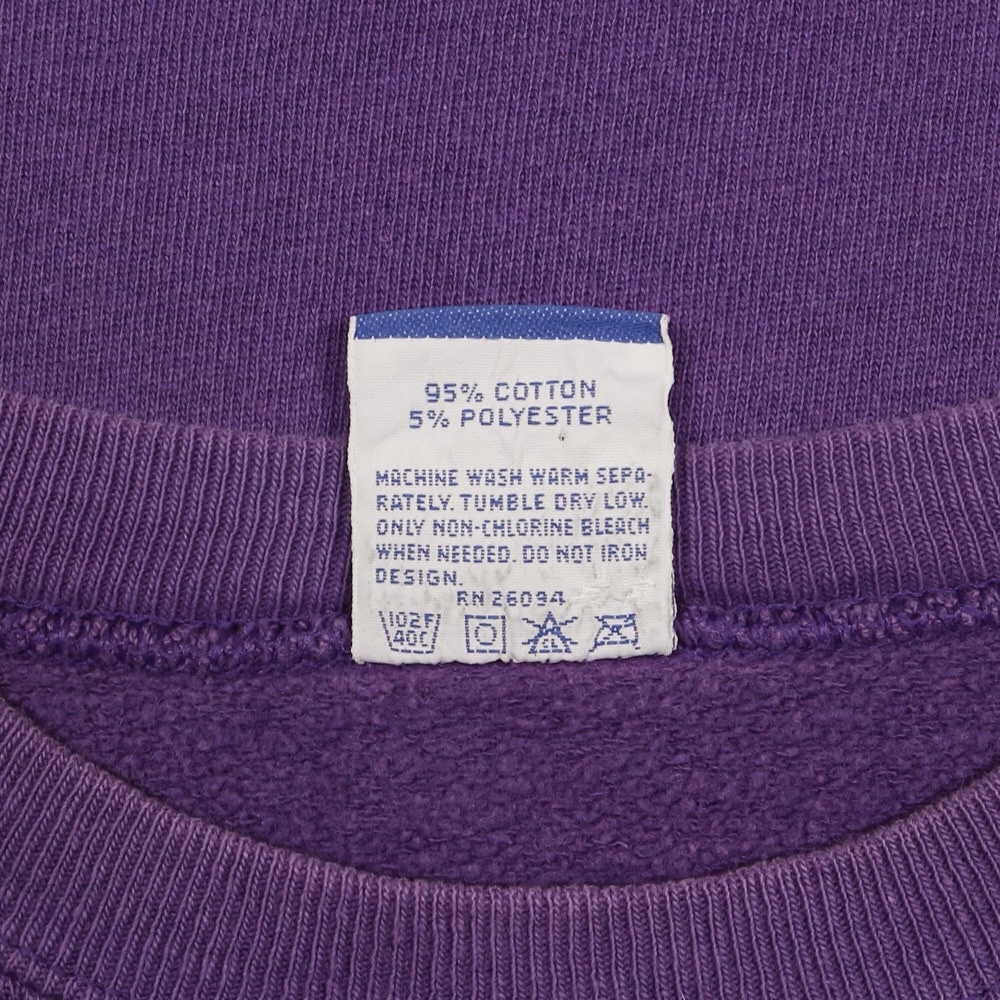 95% COTTON
5% POLYESTER
MACHINE WASH WARM SEPA-
RATELY. TUMBLE DRY LOW.
ONLY NON-CHLORINE BLEACH
WHEN NEEDED. DO NOT IRON
DESIGN.
RN 26094
102F
40C
CL